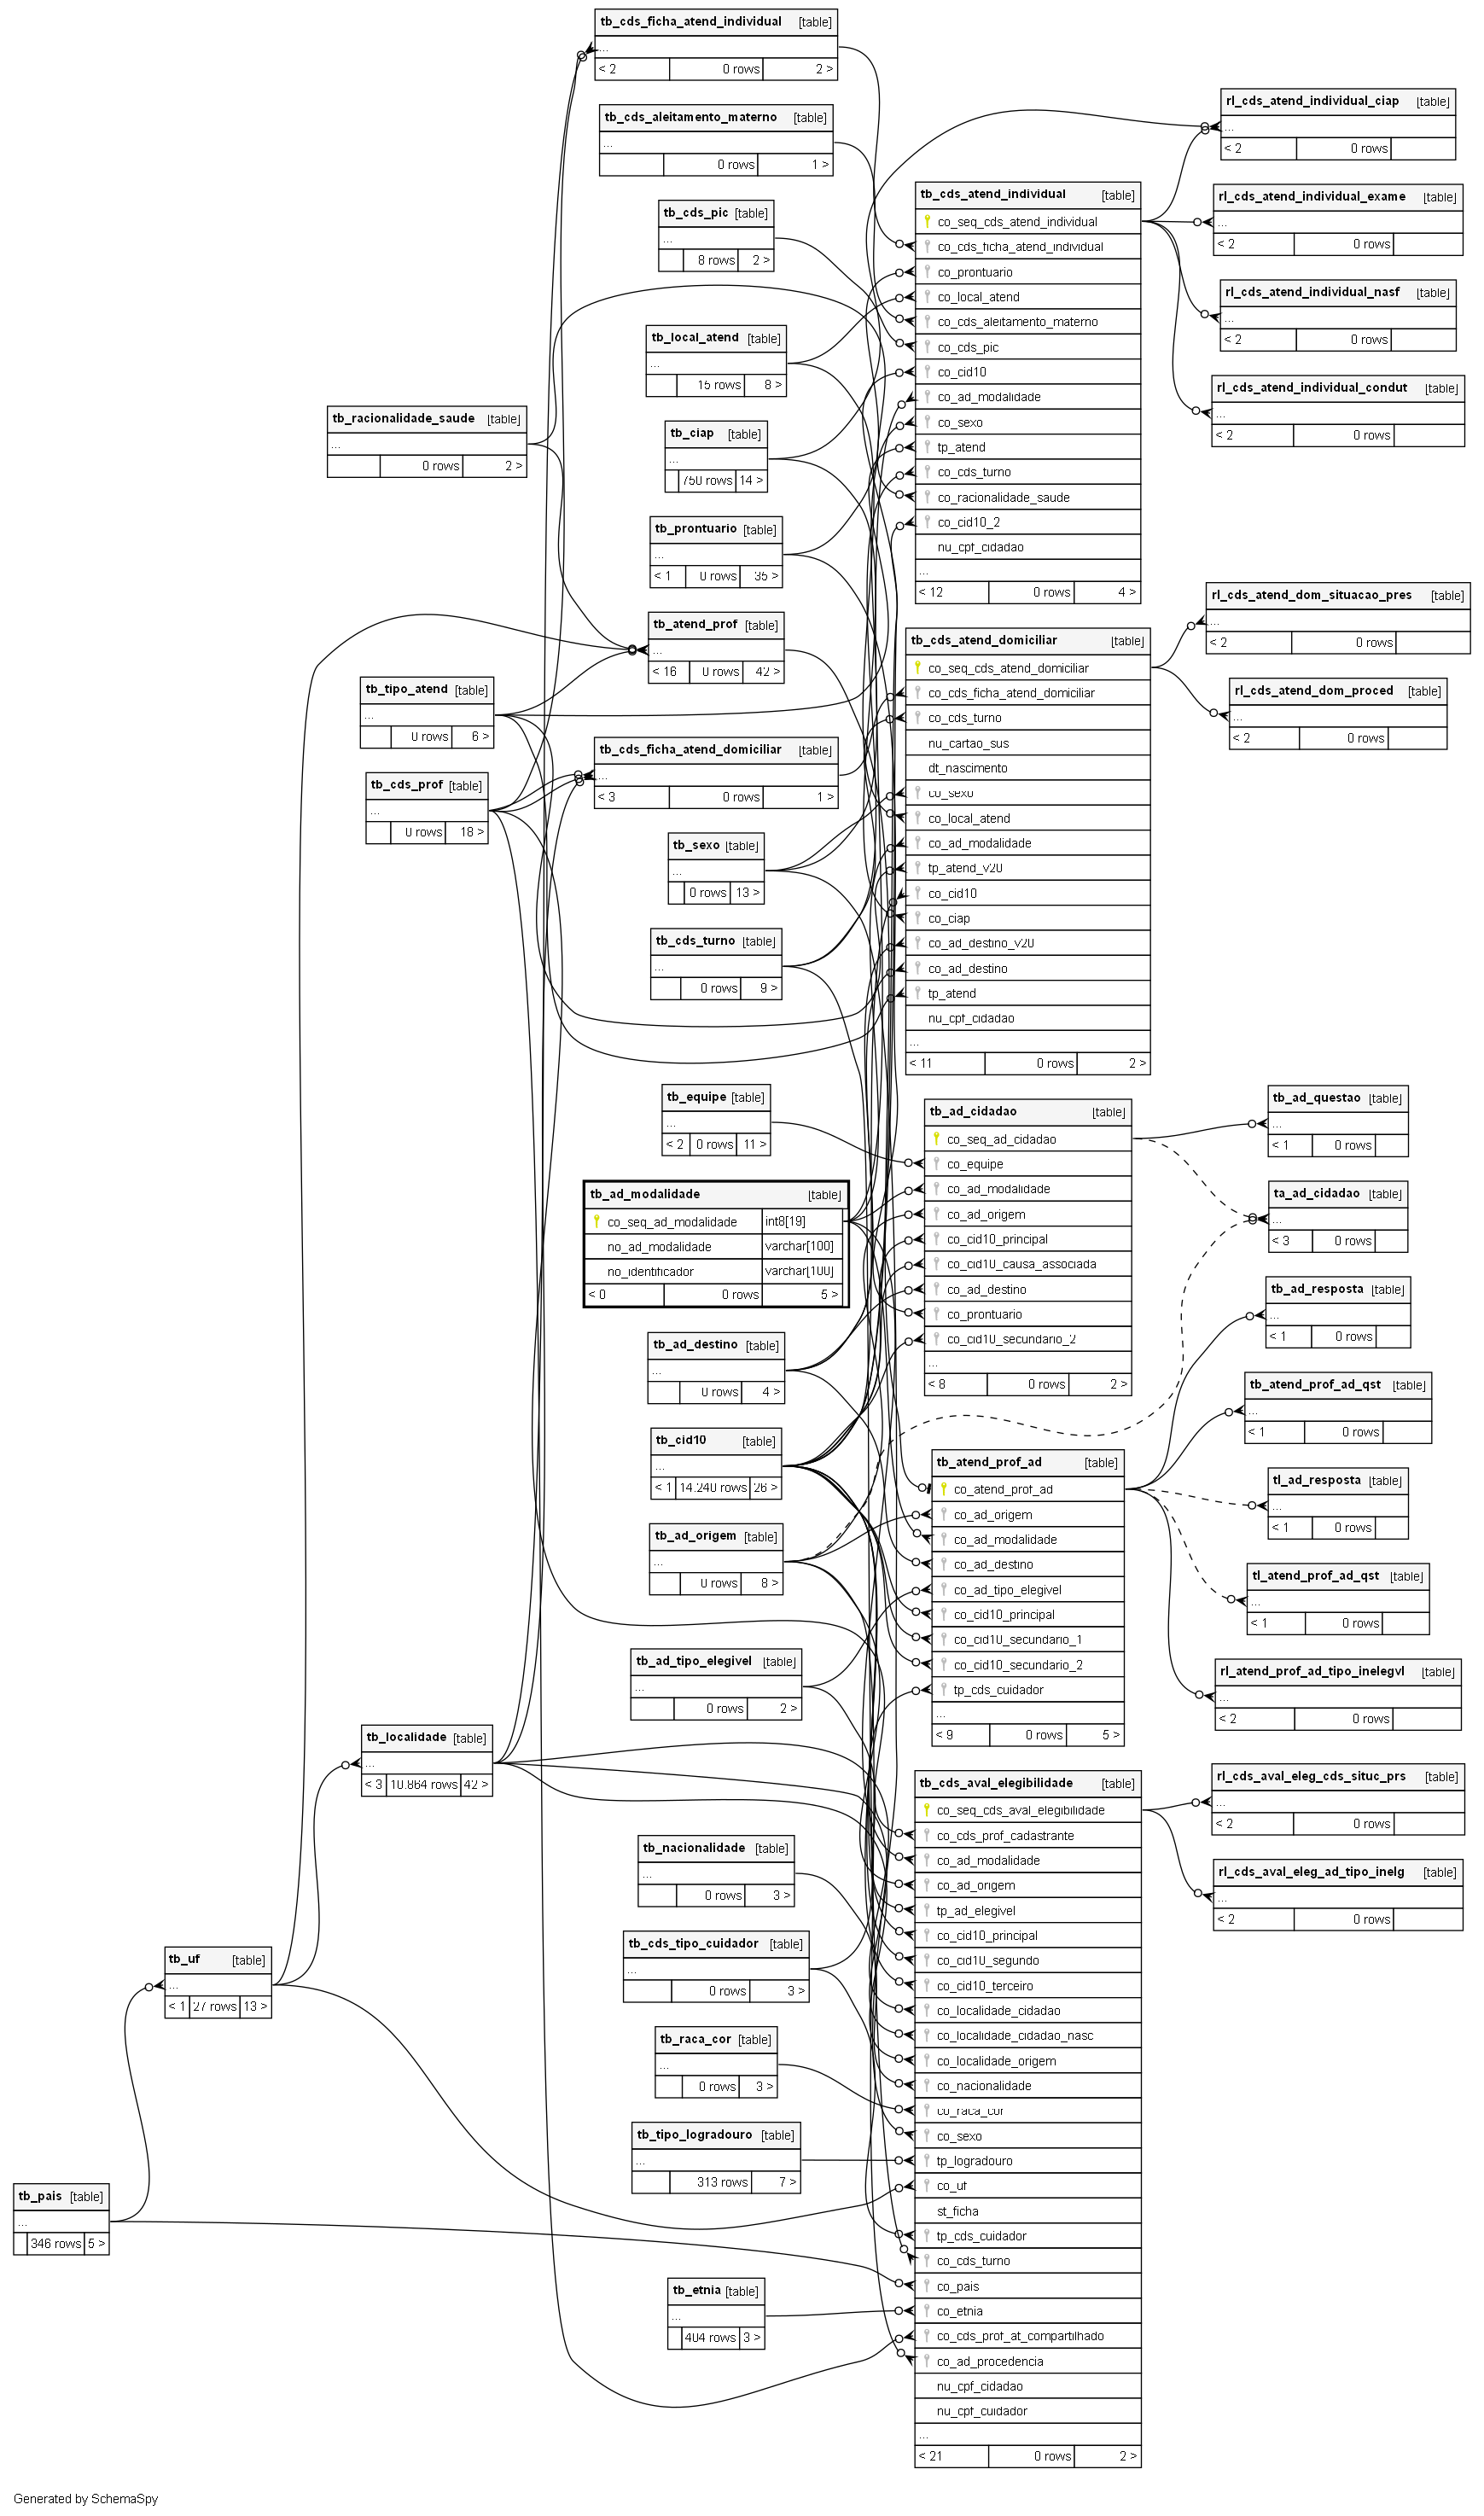 tb_cds_ficha_atend_individual [table]
...
< 2 0 rows 2 >
tb_cds_aleitamento_materno [table]
...
0 rows 1 >
tb_cds_pic [table]
...
8 rows 2 >
tb_local_atend [table]
...
15 rows 8 >
tb_racionalidade_saude [table]
...
0 rows 2 >
tb_ciap [table]
...
750 rows 14 >
tb_prontuario [table]
...
< 1 0 rows 35 >
tb_atend_prof [table]
...
< 16 0 rows 42 >
tb_tipo_atend [table]
...
0 rows 6 >
tb_cds_ficha_atend_domiciliar [table]
...
< 3 0 rows 1 >
tb_cds_prof [table]
...
0 rows 18 >
tb_sexo [table]
...
0 rows 13 >
tb_cds_turno [table]
...
0 rows 9 >
tb_equipe [table]
...
< 2 0 rows 11 >
tb_ad_modalidade [table]
co_seq_ad_modalidade int8[19]
no_ad_modalidade varchar[100]
no_identificador varchar[100]
< 0 0 rows 5 >
tb_ad_destino [table]
...
0 rows 4 >
tb_cid10 [table]
...
< 1 14.240 rows 26 >
tb_ad_origem [table]
...
0 rows 8 >
tb_ad_tipo_elegivel [table]
...
0 rows 2 >
tb_localidade [table]
...
< 3 10.864 rows 42 >
tb_nacionalidade [table]
...
0 rows 3 >
tb_cds_tipo_cuidador [table]
...
0 rows 3 >
tb_uf [table]
...
< 1 27 rows 13 >
tb_raca_cor [table]
...
0 rows 3 >
tb_tipo_logradouro [table]
...
313 rows 7 >
tb_pais [table]
...
346 rows 5 >
tb_etnia [table]
...
404 rows 3 >
tb_cds_atend_individual [table]
co_seq_cds_atend_individual
co_cds_ficha_atend_individual
co_prontuario
co_local_atend
co_cds_aleitamento_materno
co_cds_pic
co_cid10
co_ad_modalidade
co_sexo
tp_atend
co_cds_turno
co_racionalidade_saude
co_cid10_2
nu_cpf_cidadao
...
< 12 0 rows 4 >
tb_cds_atend_domiciliar [table]
co_seq_cds_atend_domiciliar
co_cds_ficha_atend_domiciliar
co_cds_turno
nu_cartao_sus
dt_nascimento
co_sexo
co_local_atend
co_ad_modalidade
tp_atend_v20
co_cid10
co_ciap
co_ad_destino_v20
co_ad_destino
tp_atend
nu_cpf_cidadao
...
< 11 0 rows 2 >
tb_ad_cidadao [table]
co_seq_ad_cidadao
co_equipe
co_ad_modalidade
co_ad_origem
co_cid10_principal
co_cid10_causa_associada
co_ad_destino
co_prontuario
co_cid10_secundario_2
...
< 8 0 rows 2 >
tb_atend_prof_ad [table]
co_atend_prof_ad
co_ad_origem
co_ad_modalidade
co_ad_destino
co_ad_tipo_elegivel
co_cid10_principal
co_cid10_secundario_1
co_cid10_secundario_2
tp_cds_cuidador
...
< 9 0 rows 5 >
tb_cds_aval_elegibilidade [table]
co_seq_cds_aval_elegibilidade
co_cds_prof_cadastrante
co_ad_modalidade
co_ad_origem
tp_ad_elegivel
co_cid10_principal
co_cid10_segundo
co_cid10_terceiro
co_localidade_cidadao
co_localidade_cidadao_nasc
co_localidade_origem
co_nacionalidade
co_raca_cor
co_sexo
tp_logradouro
co_uf
st_ficha
tp_cds_cuidador
co_cds_turno
co_pais
co_etnia
co_cds_prof_at_compartilhado
co_ad_procedencia
nu_cpf_cidadao
nu_cpf_cuidador
...
< 21 0 rows 2 >
rl_cds_atend_individual_ciap [table]
...
< 2 0 rows
rl_cds_atend_individual_exame [table]
...
< 2 0 rows
rl_cds_atend_individual_nasf [table]
...
< 2 0 rows
rl_cds_atend_individual_condut [table]
...
< 2 0 rows
rl_cds_atend_dom_situacao_pres [table]
...
< 2 0 rows
rl_cds_atend_dom_proced [table]
...
< 2 0 rows
tb_ad_questao [table]
...
< 1 0 rows
ta_ad_cidadao [table]
...
< 3 0 rows
tb_ad_resposta [table]
...
< 1 0 rows
tb_atend_prof_ad_qst [table]
...
< 1 0 rows
tl_ad_resposta [table]
...
< 1 0 rows
tl_atend_prof_ad_qst [table]
...
< 1 0 rows
rl_atend_prof_ad_tipo_inelegvl [table]
...
< 2 0 rows
rl_cds_aval_eleg_cds_situc_prs [table]
...
< 2 0 rows
rl_cds_aval_eleg_ad_tipo_inelg [table]
...
< 2 0 rows
Generated by SchemaSpy